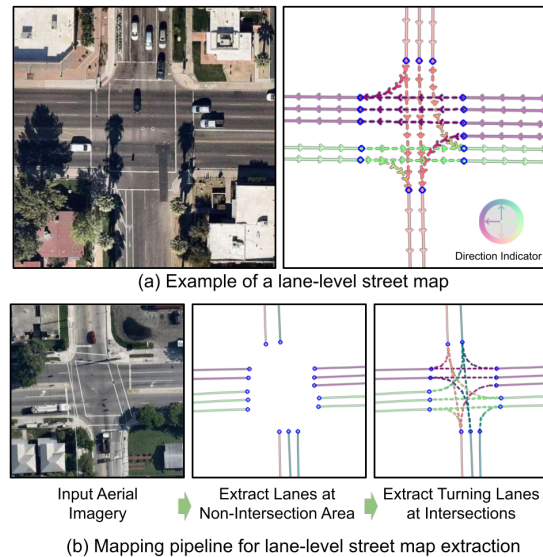 Direction Indicator
(a) Example of a lane-level street map
Input Aerial
Imagery
Extract Lanes at
Non-Intersection Area
Extract Turning Lanes
at Intersections
(b) Mapping pipeline for lane-level street map extraction